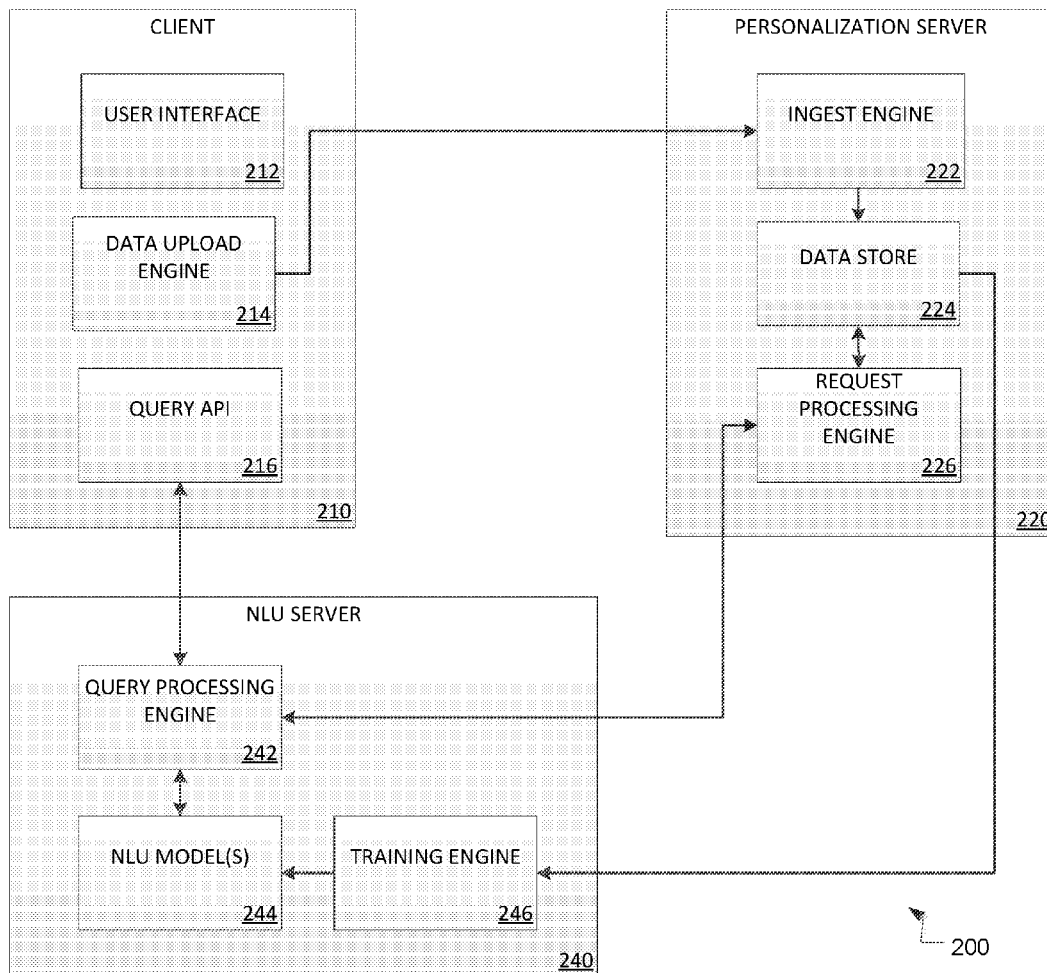 CLIENT
USER INTERFACE
212
DATA UPLOAD
ENGINE
214
QUERY API
216
210
PERSONALIZATION SERVER
INGEST ENGINE
222
DATA STORE
224
REQUEST
PROCESSING
ENGINE
226
220
NLU SERVER
QUERY PROCESSING
ENGINE
242
NLU MODEL(S)
244
TRAINING ENGINE
246
240
200